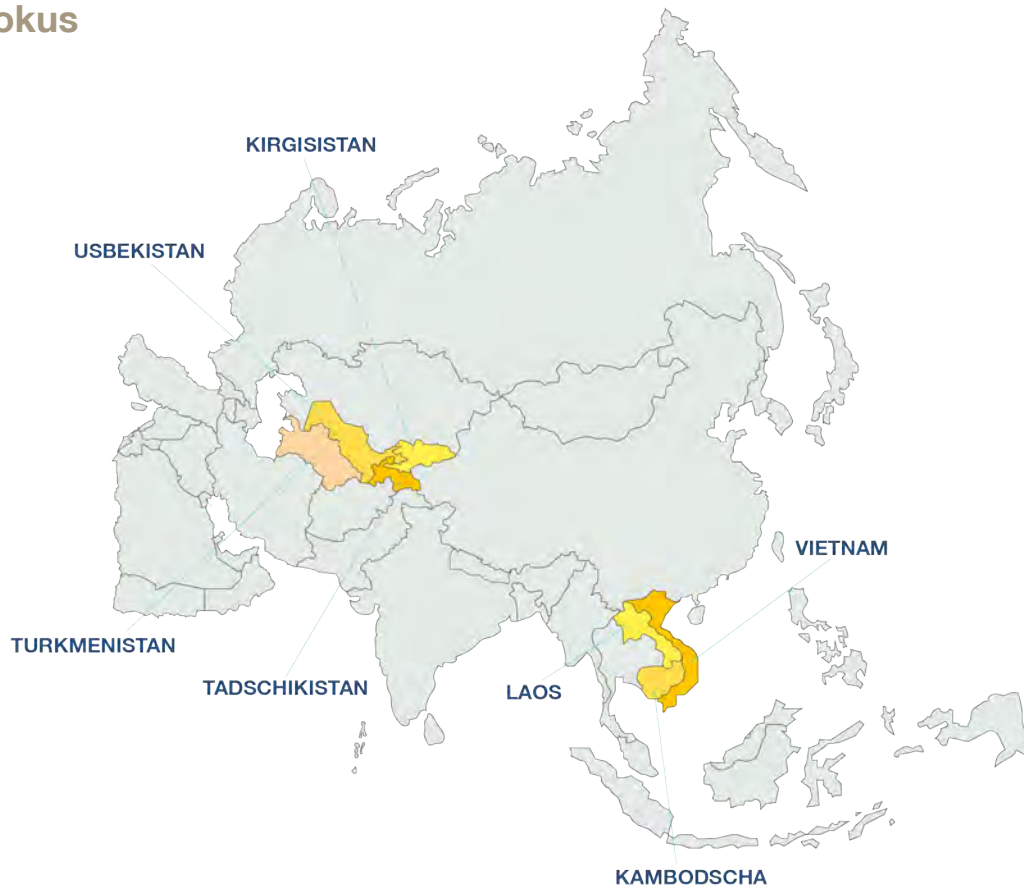 okus
KIRGISISTAN
USBEKISTAN
VIETNAM
TURKMENISTAN
TADSCHIKISTAN
LAOS
KAMBODSCHA